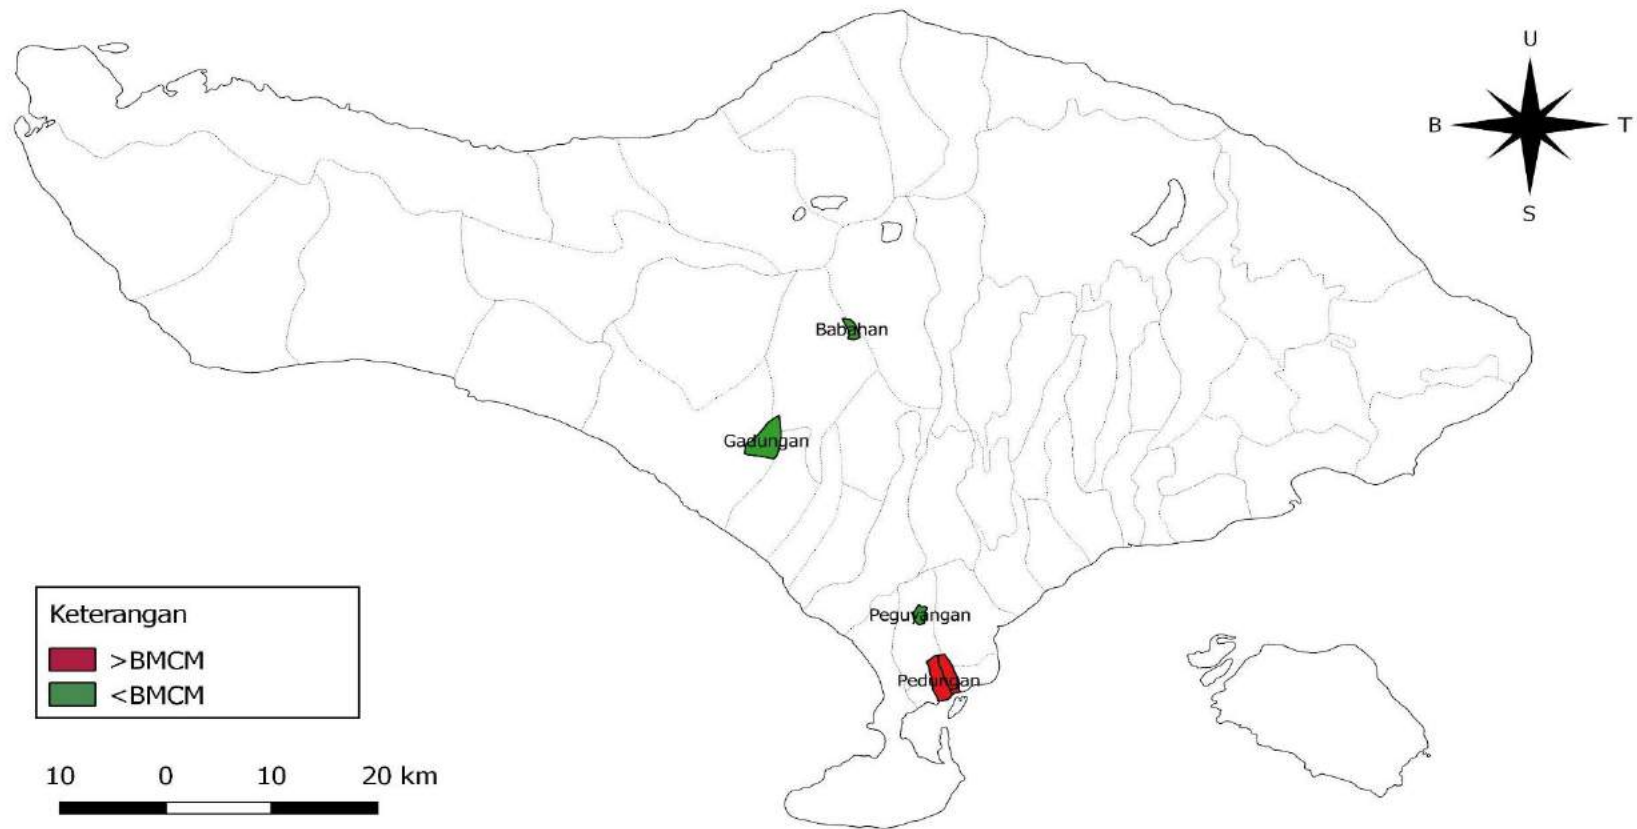 U
B T
S
Babahan
Gadungan
Peguyangan
Pedungan
Keterangan
>BMCM
<BMCM
10 0 10 20 km